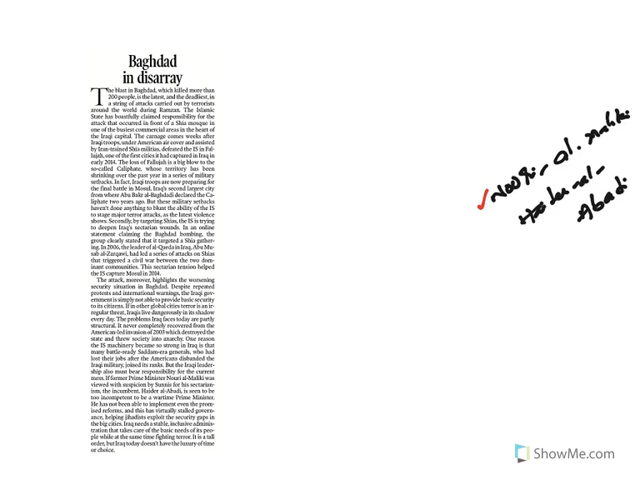 Baghdad
in disarray
The blast in Baghdad, which killed more than
200 people, is the latest, and the deadliest, in
a string of attacks carried out by terrorists
around the world during Ramzan. The Islamic
State has boastfully claimed responsibility for the
attack that occurred in front of a Shia mosque in
one of the busiest commercial areas in the heart of
the Iraqi capital. The carnage comes weeks after
Iraqi troops, under American air cover and assisted
by Iran-trained Shia militias, defeated the IS in Fal-
lujah, one of the first cities it had captured in Iraq in
early 2014. The loss of Fallujah is a big blow to the
so-called Caliphate, whose territory has been
shrinking over the past year in a series of military
setbacks. In fact, Iraqi troops are now preparing for
the final battle in Mosul, Iraq's second largest city
from where Abu Bakr al-Baghdadi declared the Ca-
liphate two years ago. But these military setbacks
haven't done anything to blunt the ability of the IS
to stage major terror attacks, as the latest violence
shows. Secondly, by targeting Shias, the IS is trying
to deepen Iraq's sectarian wounds. In an online
statement claiming the Baghdad bombing, the
group clearly stated that it targeted a Shia gather-
ing. In 2006, the leader of al-Qaeda in Iraq, Abu Mu-
sab al-Zarqawi, had led a series of attacks on Shias
that triggered a civil war between the two dom-
inant communities. This sectarian tension helped
the IS capture Mosul in 2014.
The attack, moreover, highlights the worsening
security situation in Baghdad. Despite repeated
protests and international warnings, the Iraqi gov-
ernment is simply not able to provide basic security
to its citizens. If in other global cities terror is an ir-
regular threat, Iraqis live dangerously in its shadow
every day. The problems Iraq faces today are partly
structural. It never completely recovered from the
American-led invasion of 2003 which destroyed the
state and threw society into anarchy. One reason
the IS machinery became so strong in Iraq is that
many battle-ready Saddam-era generals, who had
lost their jobs after the Americans disbanded the
Iraqi military, joined its ranks. But the Iraqi leader-
ship also must bear responsibility for the current
mess. If former Prime Minister Nouri al-Maliki was
viewed with suspicion by Sunnis for his sectarian-
ism, the incumbent, Haider al-Abadi, is seen to be
too incompetent to be a wartime Prime Minister.
He has not been able to implement even the prom-
ised reforms, and this has virtually stalled govern-
ance, helping jihadists exploit the security gaps in
the big cities. Iraq needs a stable, inclusive adminis-
tration that takes care of the basic needs of its peo-
ple while at the same time fighting terror. It is a tall
order, but Iraq today doesn't have the luxury of time
or choice.
Abadi
ShowMe.com